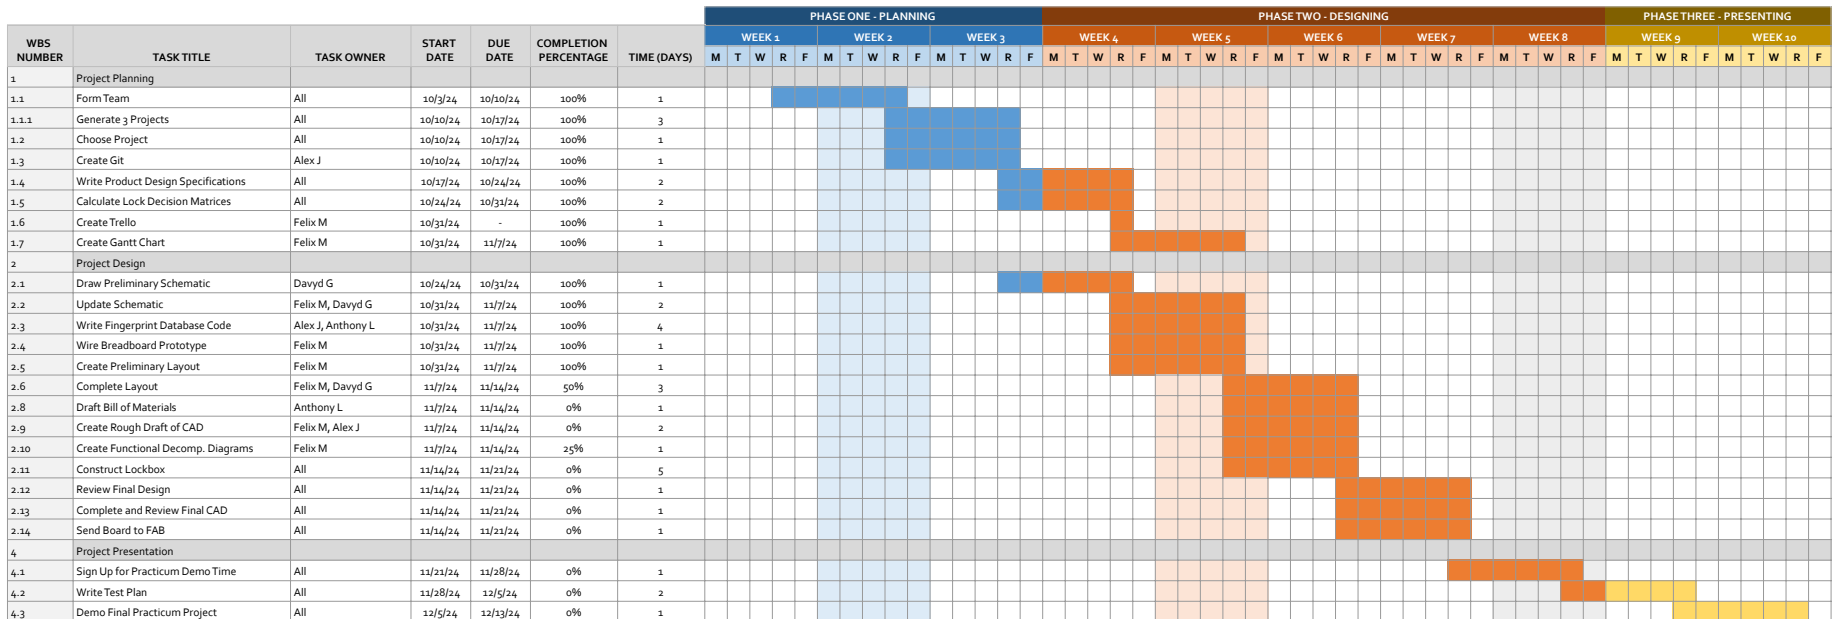 PHASE ONE - PLANNING PHASE TWO - DESIGNING PHASE THREE - PRESENTING
WBS NUMBER TASK TITLE TASK OWNER START DATE DUE DATE COMPLETION PERCENTAGE TIME (DAYS) WEEK 1 WEEK 2 WEEK 3 WEEK 4 WEEK 5 WEEK 6 WEEK 7 WEEK 8 WEEK 9 WEEK 10
M T W R F M T W R F M T W R F M T W R F M T W R F M T W R F M T W R F M T W R F M T W R F M T W R F
1 Project Planning
1.1 Form Team All 10/3/24 10/10/24 100% 1
1.1.1 Generate 3 Projects All 10/10/24 10/17/24 100% 3
1.2 Choose Project All 10/10/24 10/17/24 100% 1
1.3 Create Git Alex J 10/10/24 10/17/24 100% 1
1.4 Write Product Design Specifications All 10/17/24 10/24/24 100% 2
1.5 Calculate Lock Decision Matrices All 10/24/24 10/31/24 100% 2
1.6 Create Trello Felix M 10/31/24 - 100% 1
1.7 Create Gantt Chart Felix M 10/31/24 11/7/24 100% 1
2 Project Design
2.1 Draw Preliminary Schematic Davyd G 10/24/24 10/31/24 100% 1
2.2 Update Schematic Felix M, Davyd G 10/31/24 11/7/24 100% 2
2.3 Write Fingerprint Database Code Alex J, Anthony L 10/31/24 11/7/24 100% 4
2.4 Wire Breadboard Prototype Felix M 10/31/24 11/7/24 100% 1
2.5 Create Preliminary Layout Felix M 10/31/24 11/7/24 100% 1
2.6 Complete Layout Felix M, Davyd G 11/7/24 11/14/24 50% 3
2.8 Draft Bill of Materials Anthony L 11/7/24 11/14/24 0% 1
2.9 Create Rough Draft of CAD Felix M, Alex J 11/7/24 11/14/24 0% 2
2.10 Create Functional Decomp. Diagrams Felix M 11/7/24 11/14/24 25% 1
2.11 Construct Lockbox All 11/14/24 11/21/24 0% 5
2.12 Review Final Design All 11/14/24 11/21/24 0% 1
2.13 Complete and Review Final CAD All 11/14/24 11/21/24 0% 1
2.14 Send Board to FAB All 11/14/24 11/21/24 0% 1
4 Project Presentation
4.1 Sign Up for Practicum Demo Time All 11/21/24 11/28/24 0% 1
4.2 Write Test Plan All 11/28/24 12/5/24 0% 2
4.3 Demo Final Practicum Project All 12/5/24 12/13/24 0% 1